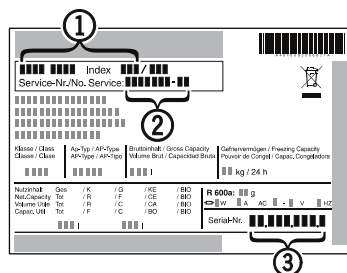 1
Index /
Service-Nr./No. Service: -
2
Klasse / Class
Clase / Clase
Ap-Typ / AP-Type
AP-Type / AP-Tipo
Bruttoinhalt / Gross Capacity
Volume Brut / Capacidad Bruta
Gefriervermögen / Freezing Capacity
Pouvoir de Congel / Capac, Congeladora
l
kg / 24 h
Nutzinhalt Ges / K / G / KE / BIO
Net.Capacity Tot / R / F / CE / BIO
Volume Utile Tot / R / C / CA / BIO
Capac. Util Tot / F / C / BO / BIO
l l
R 600a: g
W A AC - V HZ
Serial-Nr.
3